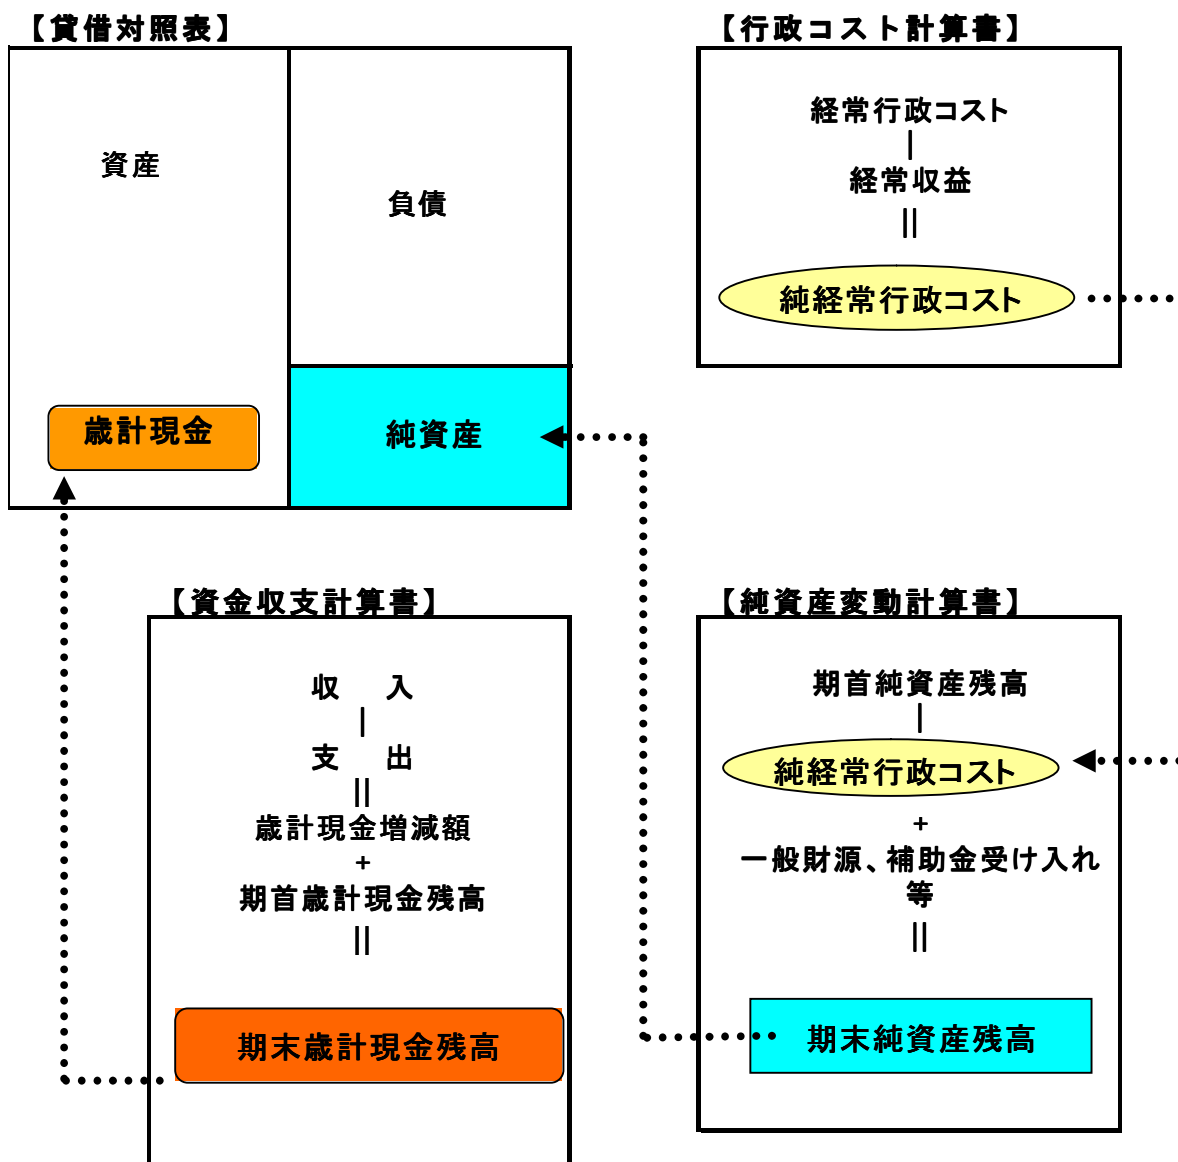 【貸借対照表】
資産
負債
歳計現金
純資産
【行政コスト計算書】
経常行政コスト
|
経常収益
||
純経常行政コスト
【資金収支計算書】
収　入
|
支　出
||
歳計現金増減額
+
期首歳計現金残高
||
期末歳計現金残高
【純資産変動計算書】
期首純資産残高
|
純経常行政コスト
+
一般財源、補助金受け入れ
等
||
期末純資産残高